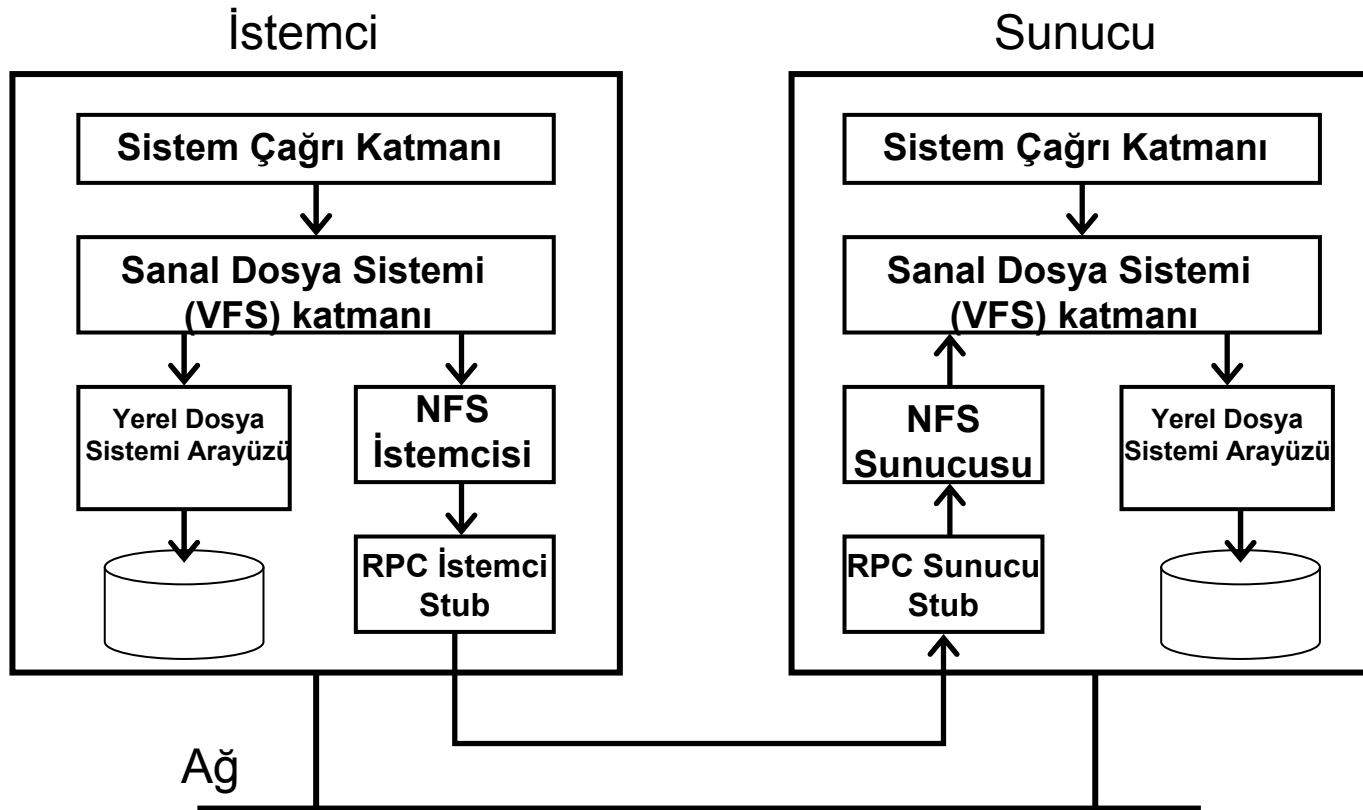 İstemci
Sunucu
Sistem Çağrı Katmanı
Sanal Dosya Sistemi
(VFS) katmanı
Yerel Dosya
Sistemi Arayüzü
NFS
İstemcisi
RPC İstemci
Stub
Sistem Çağrı Katmanı
Sanal Dosya Sistemi
(VFS) katmanı
NFS
Sunucusu
Yerel Dosya
Sistemi Arayüzü
RPC Sunucu
Stub
Ağ